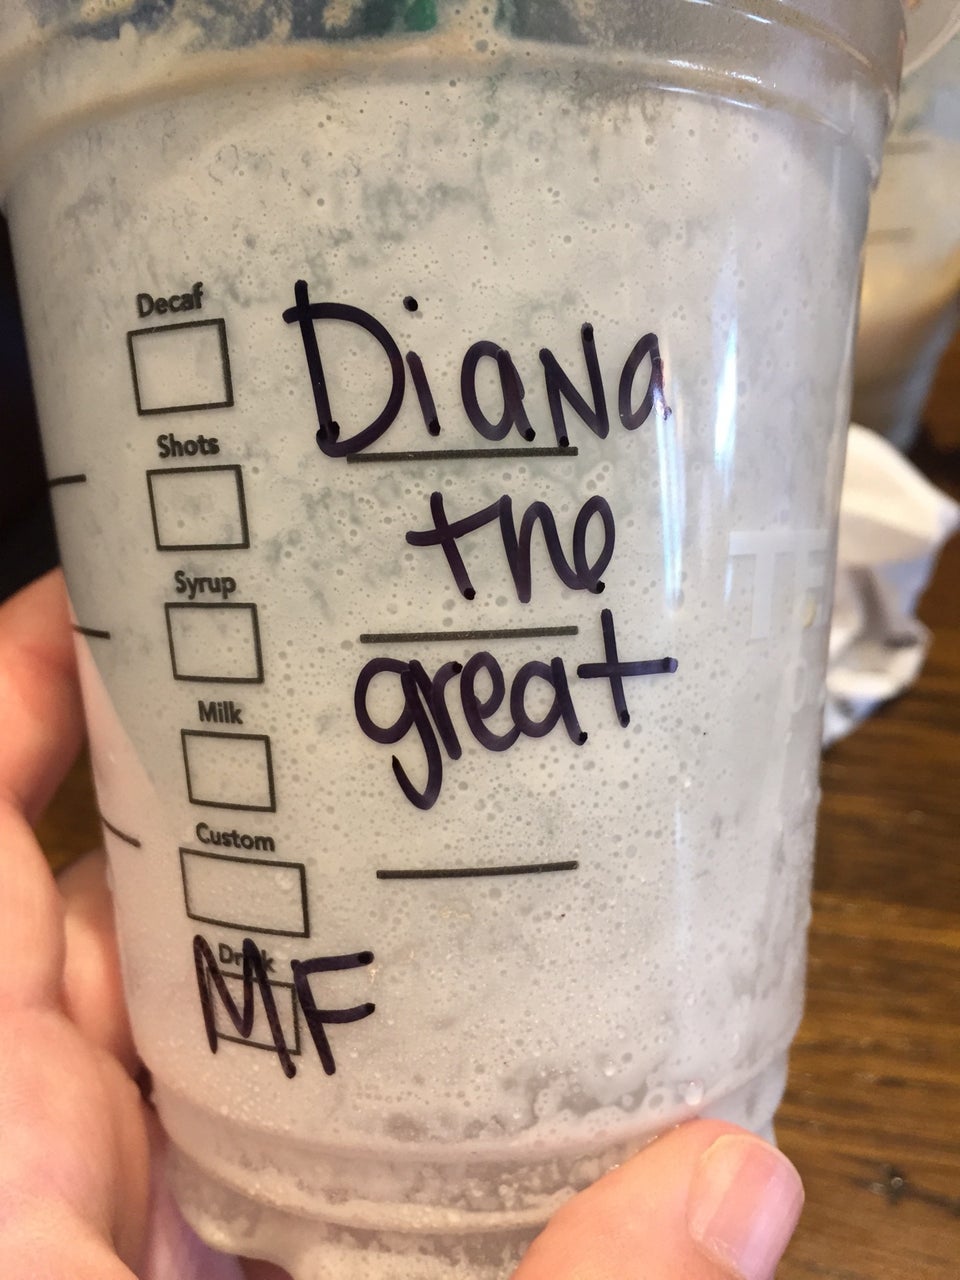 Decaf
Diana
Shots
the
Syrup
great
Milk
Custom
Drink
MF